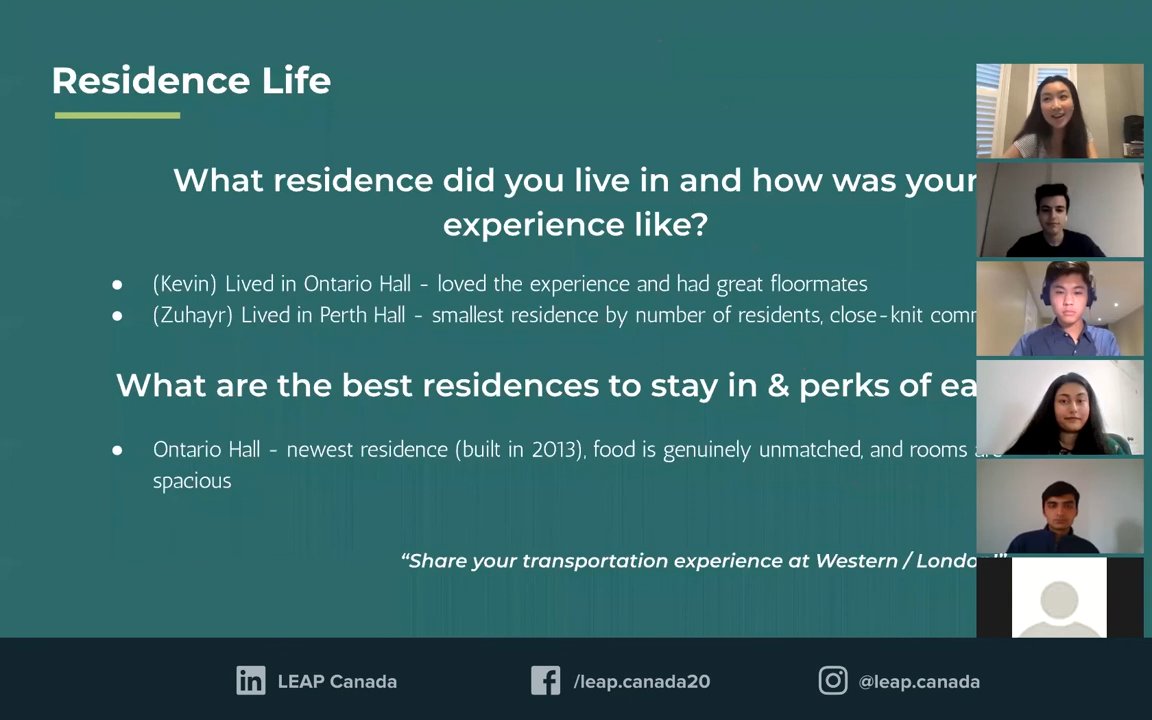 Residence Life
What residence did you live in and how was your
experience like?
● (Kevin) Lived in Ontario Hall - loved the experience and had great floormates
● (Zuhayr) Lived in Perth Hall - smallest residence by number of residents, close-knit
What are the best residences to stay in & perks of
● Ontario Hall - newest residence (built in 2013), food is genuinely unmatched, and rooms are
spacious
“Share your transportation experience at Western /
in LEAP Canada
f /leap.canada20
@leap.canada